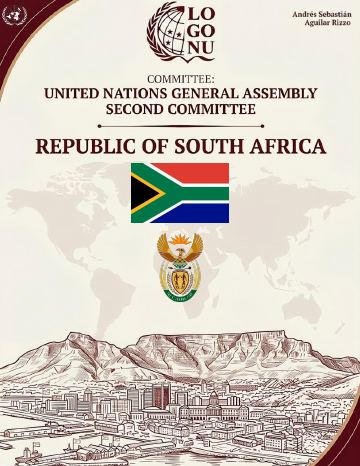 LO
GO
NU
Andrés Sebastián
Aguilar Rizzo
COMMITTEE:
UNITED NATIONS GENERAL ASSEMBLY
SECOND COMMITTEE
REPUBLIC OF SOUTH AFRICA